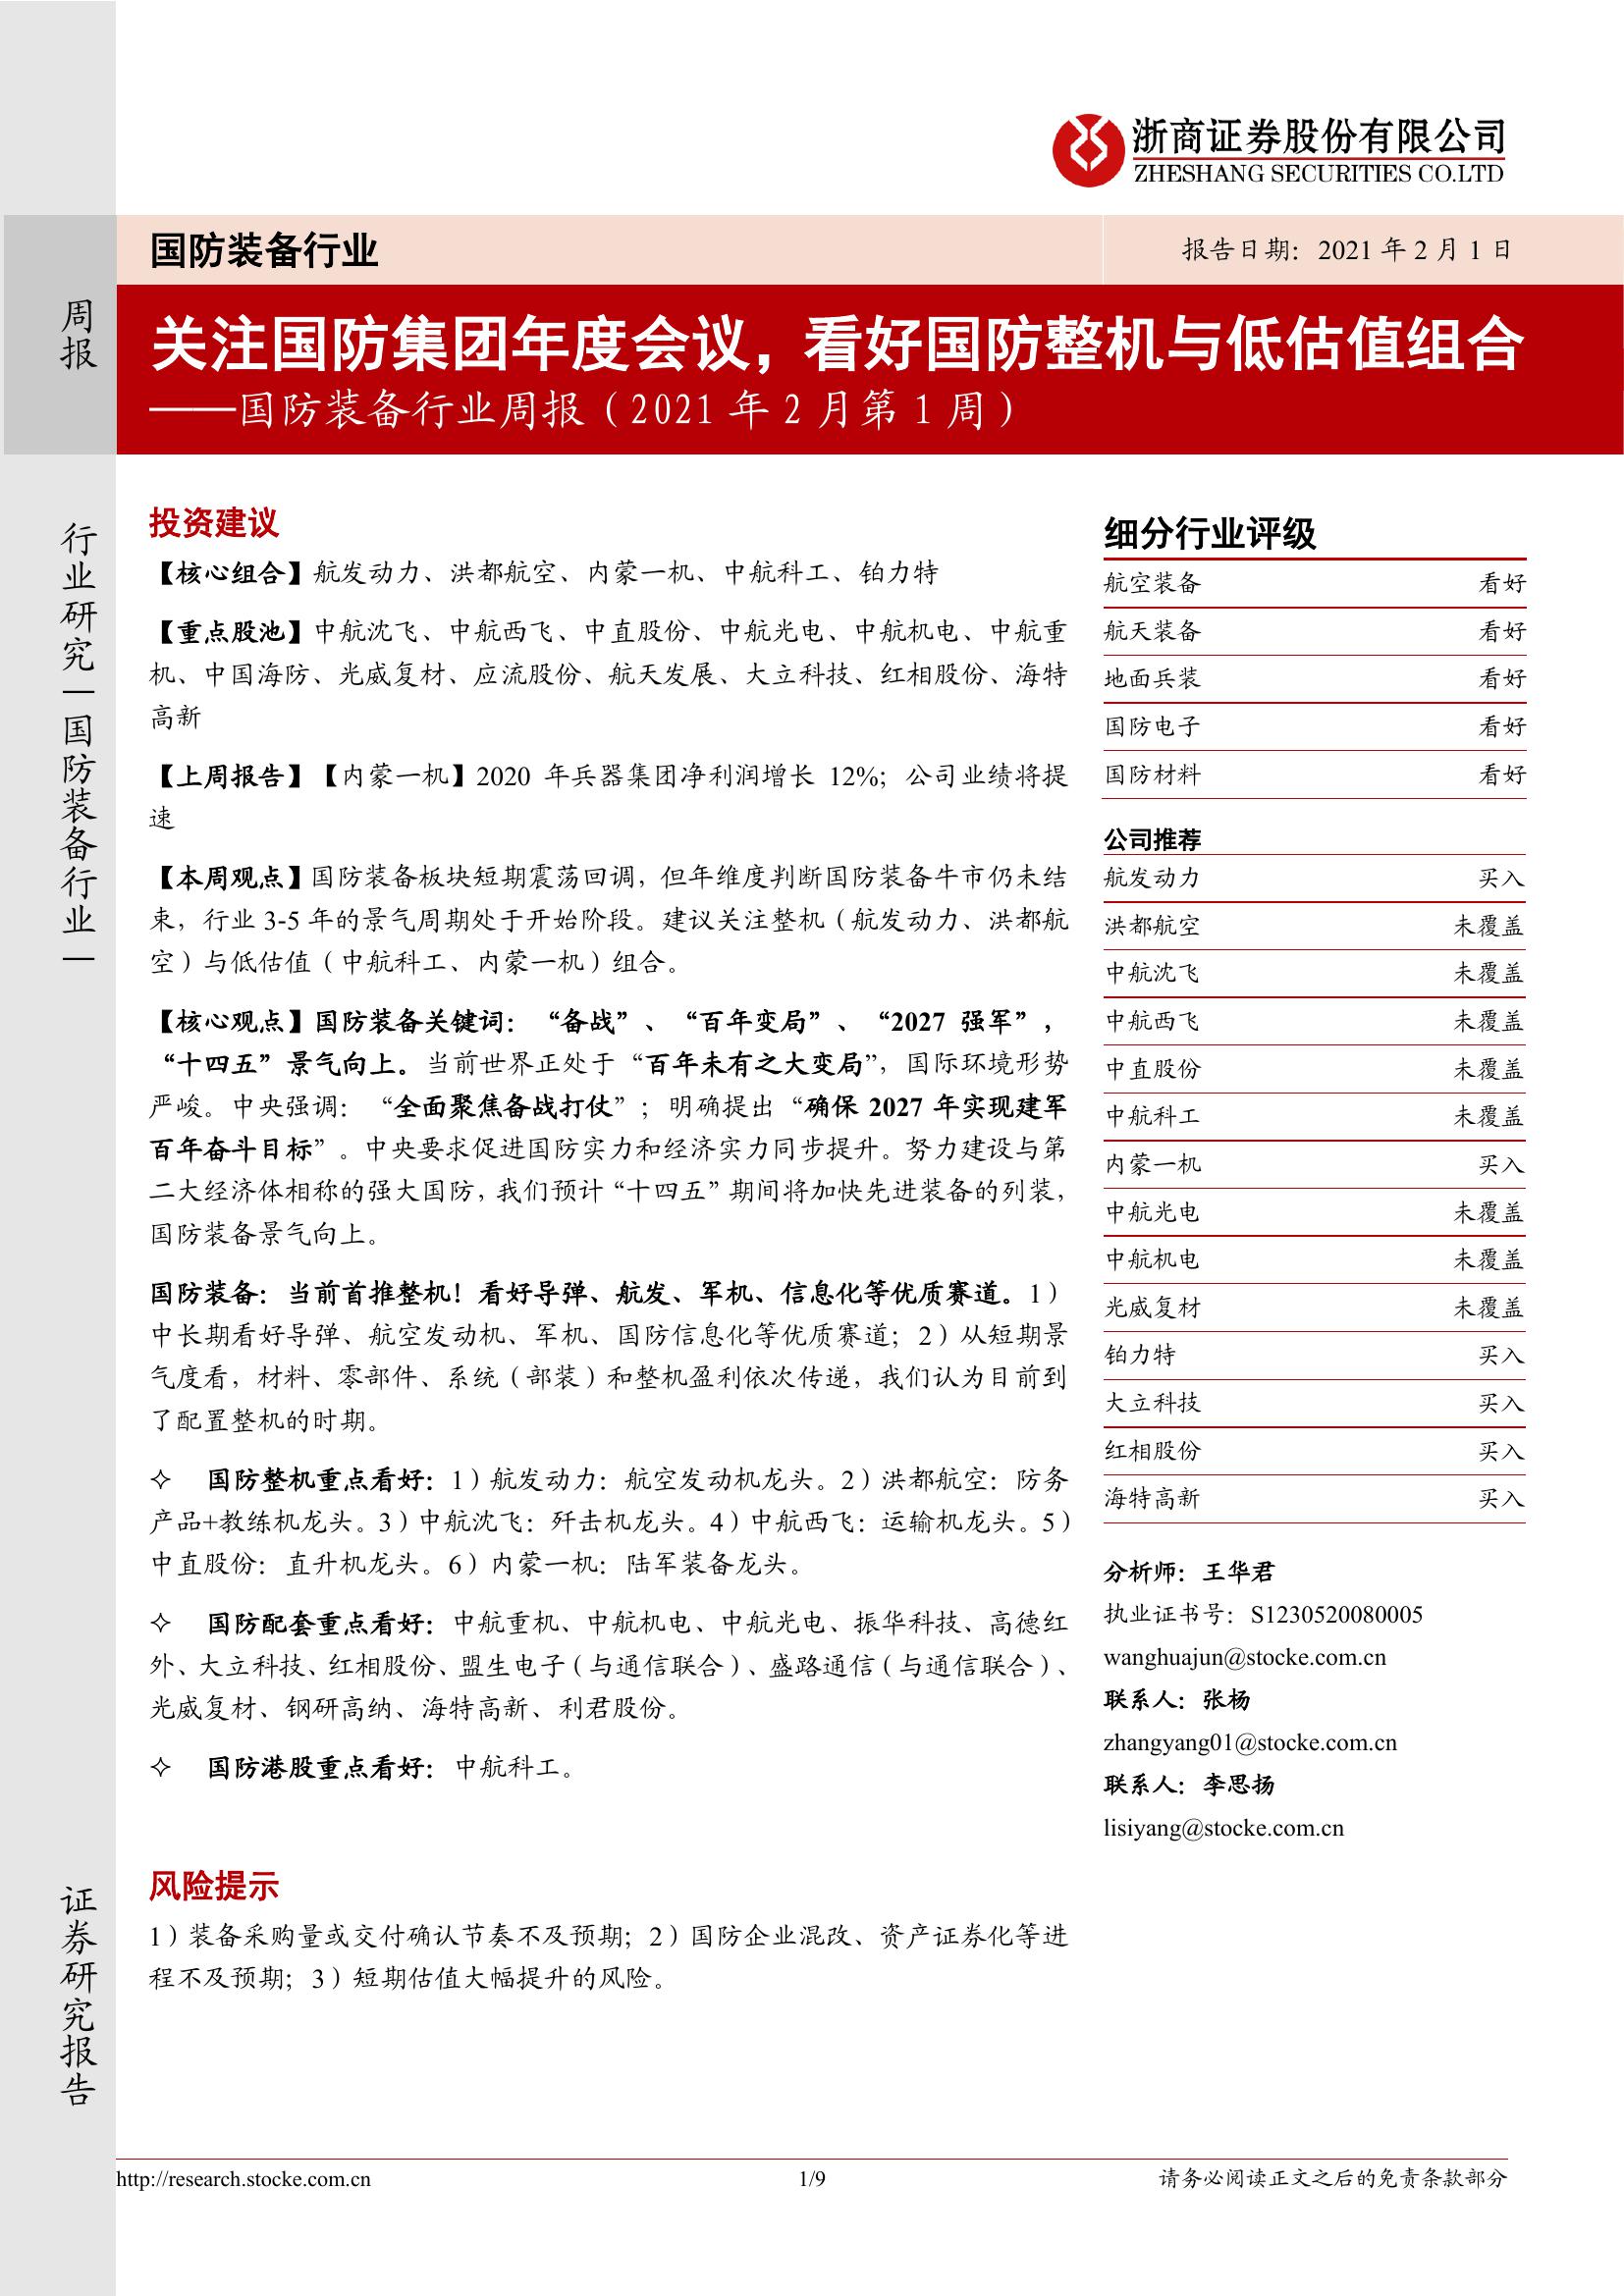 浙商证券股份有限公司
ZHESHANG SECURITIES CO.LTD
国防装备行业
报告日期：2021 年 2 月 1 日
周报
关注国防集团年度会议，看好国防整机与低估值组合
——国防装备行业周报（2021 年 2 月第 1 周）
行业研究｜国防装备行业｜
证券研究报告
投资建议
【核心组合】航发动力、洪都航空、内蒙一机、中航科工、铂力特
【重点股池】中航沈飞、中航西飞、中直股份、中航光电、中航机电、中航重
机、中国海防、光威复材、应流股份、航天发展、大立科技、红相股份、海特
高新
【上周报告】【内蒙一机】2020 年兵器集团净利润增长 12%；公司业绩将提
速
【本周观点】国防装备板块短期震荡回调，但年维度判断国防装备牛市仍未结
束，行业 3-5 年的景气周期处于开始阶段。建议关注整机（航发动力、洪都航
空）与低估值（中航科工、内蒙一机）组合。
【核心观点】国防装备关键词：“备战”、“百年变局”、“2027 强军”，
“十四五”景气向上。当前世界正处于“百年未有之大变局”，国际环境形势
严峻。中央强调：“全面聚焦备战打仗”；明确提出“确保 2027 年实现建军
百年奋斗目标”。中央要求促进国防实力和经济实力同步提升。努力建设与第
二大经济体相称的强大国防，我们预计“十四五”期间将加快先进装备的列装，
国防装备景气向上。
国防装备：当前首推整机！看好导弹、航发、军机、信息化等优质赛道。1）
中长期看好导弹、航空发动机、军机、国防信息化等优质赛道；2）从短期景
气度看，材料、零部件、系统（部装）和整机盈利依次传递，我们认为目前到
了配置整机的时期。
✧ 国防整机重点看好：1）航发动力：航空发动机龙头。2）洪都航空：防务
产品+教练机龙头。3）中航沈飞：歼击机龙头。4）中航西飞：运输机龙头。5）
中直股份：直升机龙头。6）内蒙一机：陆军装备龙头。
✧ 国防配套重点看好：中航重机、中航机电、中航光电、振华科技、高德红
外、大立科技、红相股份、盟生电子（与通信联合）、盛路通信（与通信联合）、
光威复材、钢研高纳、海特高新、利君股份。
✧ 国防港股重点看好：中航科工。
风险提示
1）装备采购量或交付确认节奏不及预期；2）国防企业混改、资产证券化等进
程不及预期；3）短期估值大幅提升的风险。
细分行业评级
航空装备 看好
航天装备 看好
地面兵装 看好
国防电子 看好
国防材料 看好
公司推荐
航发动力 买入
洪都航空 未覆盖
中航沈飞 未覆盖
中航西飞 未覆盖
中直股份 未覆盖
中航科工 未覆盖
内蒙一机 买入
中航光电 未覆盖
中航机电 未覆盖
光威复材 未覆盖
铂力特 买入
大立科技 买入
红相股份 买入
海特高新 买入
分析师：王华君
执业证书号：S1230520080005
wanghuajun@stocke.com.cn
联系人：张杨
zhangyang01@stocke.com.cn
联系人：李思扬
lisiyang@stocke.com.cn
http://research.stocke.com.cn
1/9
请务必阅读正文之后的免责条款部分